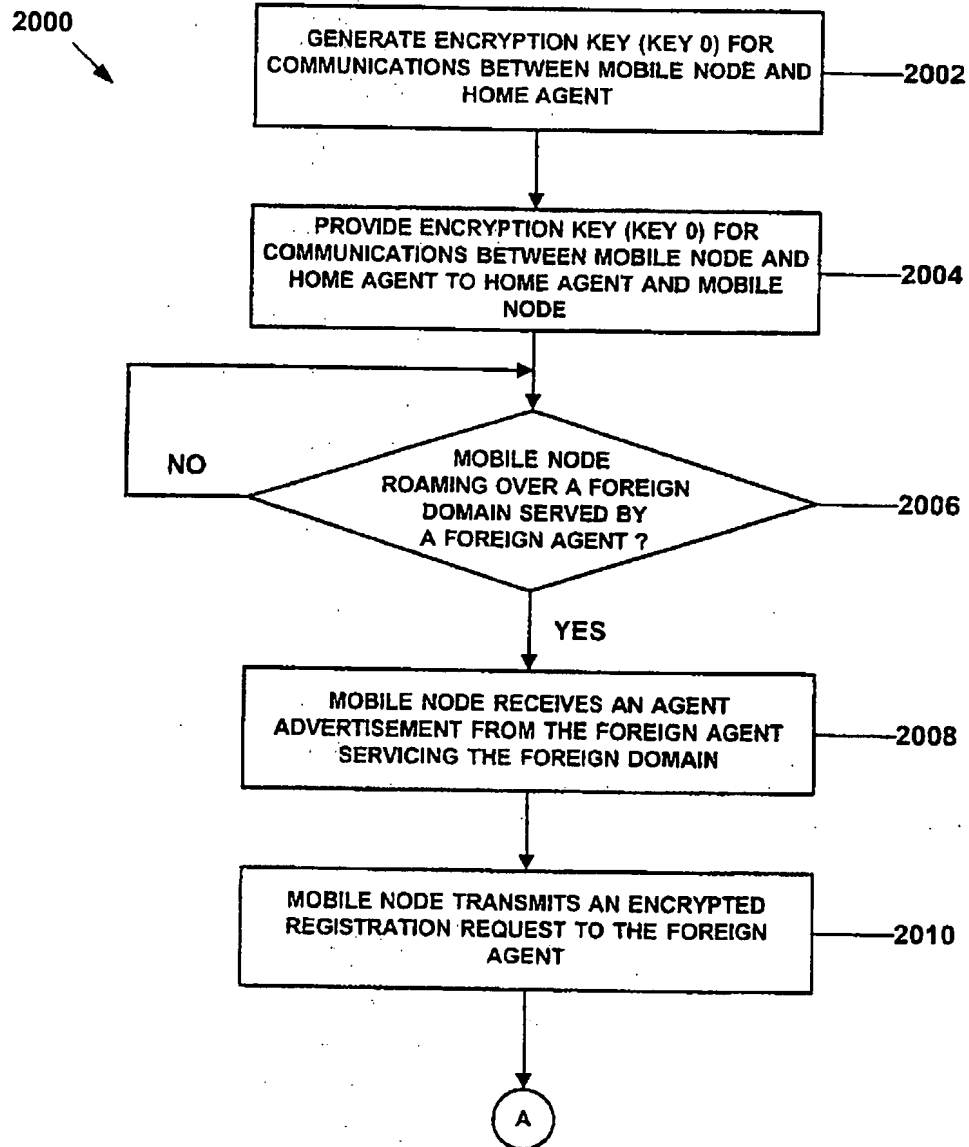 2000
GENERATE ENCRYPTION KEY (KEY 0) FOR
COMMUNICATIONS BETWEEN MOBILE NODE AND
HOME AGENT
2002
PROVIDE ENCRYPTION KEY (KEY 0) FOR
COMMUNICATIONS BETWEEN MOBILE NODE AND
HOME AGENT TO HOME AGENT AND MOBILE
NODE
2004
NO
MOBILE NODE
ROAMING OVER A FOREIGN
DOMAIN SERVED BY
A FOREIGN AGENT ?
2006
YES
MOBILE NODE RECEIVES AN AGENT
ADVERTISEMENT FROM THE FOREIGN AGENT
SERVICING THE FOREIGN DOMAIN
2008
MOBILE NODE TRANSMITS AN ENCRYPTED
REGISTRATION REQUEST TO THE FOREIGN
AGENT
2010
A